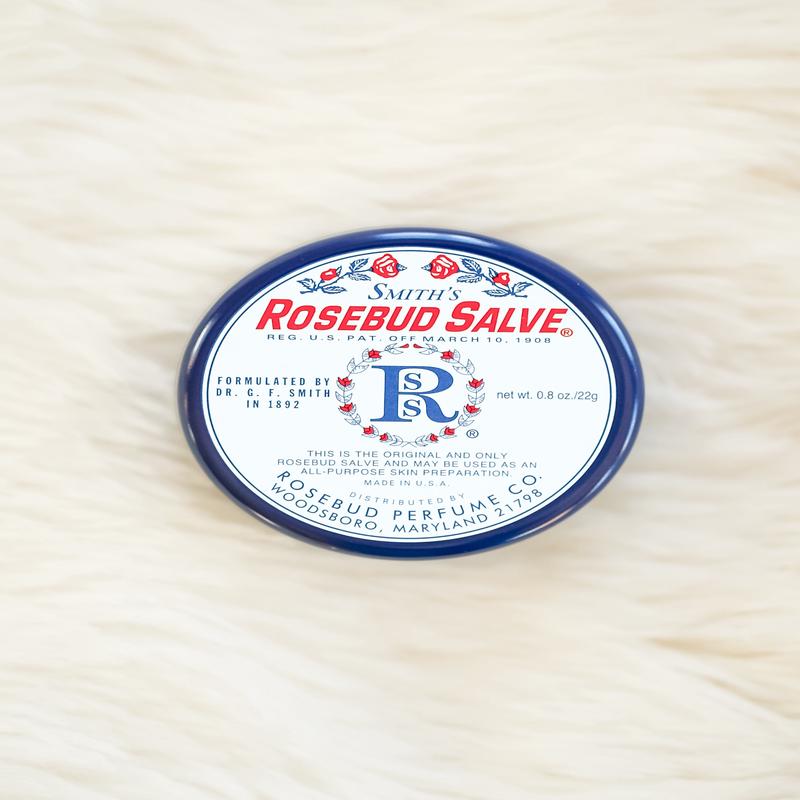 SMITH'S
ROSEBUD SALVE®
REG. U.S. PAT. OFF MARCH 10, 1908
FORMULATED BY
DR. G. F. SMITH
IN 1892
RSS
®
net wt. 0.8 oz./22g
THIS IS THE ORIGINAL AND ONLY
ROSEBUD SALVE AND MAY BE USED AS AN
ALL-PURPOSE SKIN PREPARATION.
MADE IN U.S.A.
DISTRIBUTED BY
ROSEBUD PERFUME CO.
WOODSBORO, MARYLAND 21798